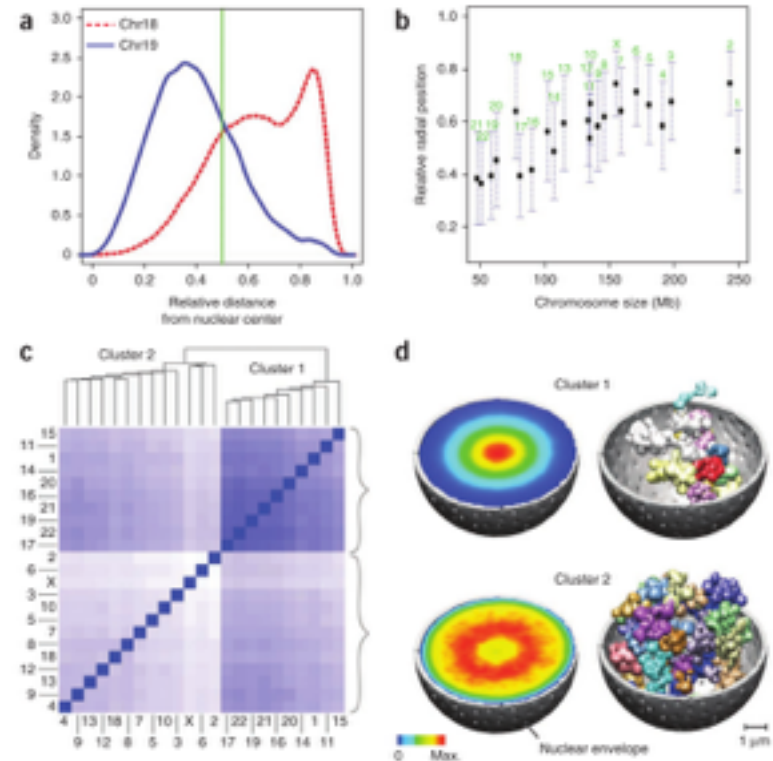 a
Chr18
Chr19
3.0
2.5
2.0
1.5
1.0
0.5
0
Density
0 0.2 0.4 0.6 0.8 1.0
Relative distance
from nuclear center
b
1.0
0.8
0.6
0.4
0.2
Relative radial position
18
X
2
1
50 100 150 200 250
Chromosome size (Mb)
c
Cluster 2
Cluster 1
15
11
1
14
20
16
21
19
22
17
2
6
X
3
10
5
7
8
18
12
13
9
4
4 13 18 7 10 X 2 22 21 20 1 15
9 12 8 5 3 6 17 19 16 14 11
d
Cluster 1
Cluster 2
0 Max.
Nuclear envelope
1 μm